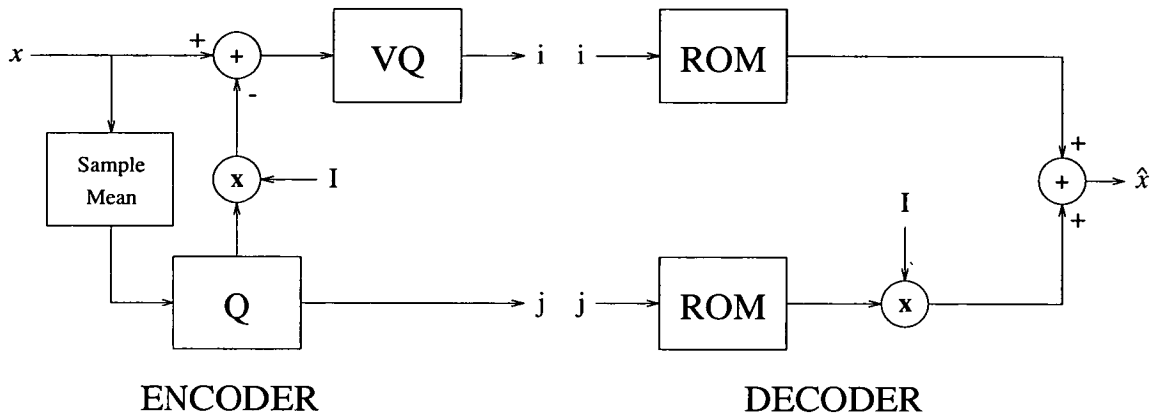 x
+
+
VQ
i
i
ROM
-
+
Sample
Mean
x
I
+
x̂
I
+
Q
j
j
ROM
x
ENCODER
DECODER